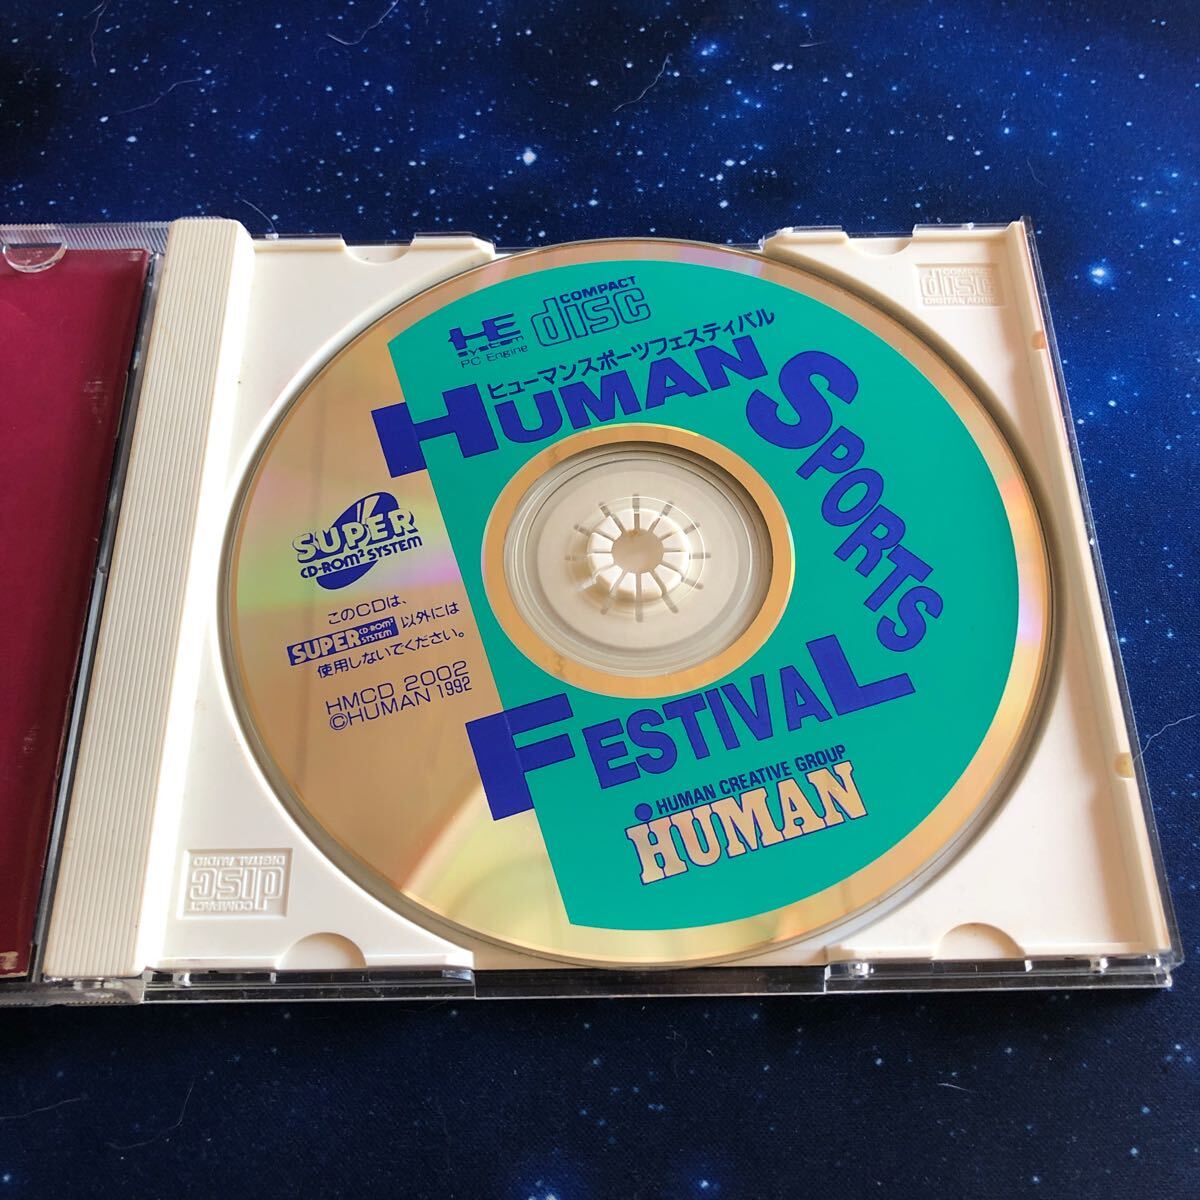 HE
system
PC Engine
COMPACT
disc
ヒューマンスポーツフェスティバル
HUMAN
SPORTS
FESTIVAL
SUPER
CD-ROM² SYSTEM
このCDは、
SUPER CD-ROM² SYSTEM 以外には
使用しないでください。
HMCD 2002
©HUMAN 1992
HUMAN CREATIVE GROUP
HUMAN
COMPACT
disc
DIGITAL AUDIO
COMPACT
disc
DIGITAL AUDIO